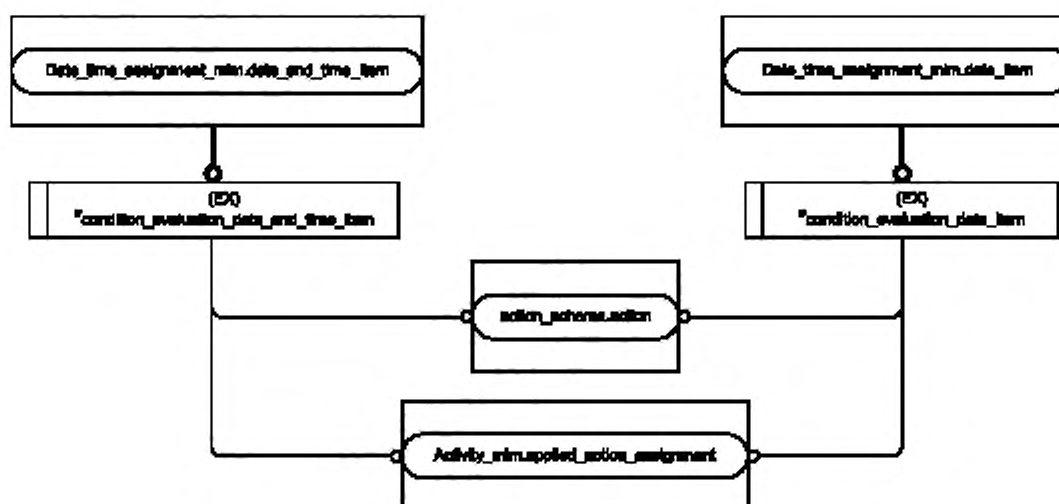 Date_time_assignment_mim.date_and_time_item
Date_time_assignment_mim.date_item
(EX)
*condition_evaluation_date_and_time_item
(EX)
*condition_evaluation_date_item
action_schema.action
Activity_mim.applied_action_assignment